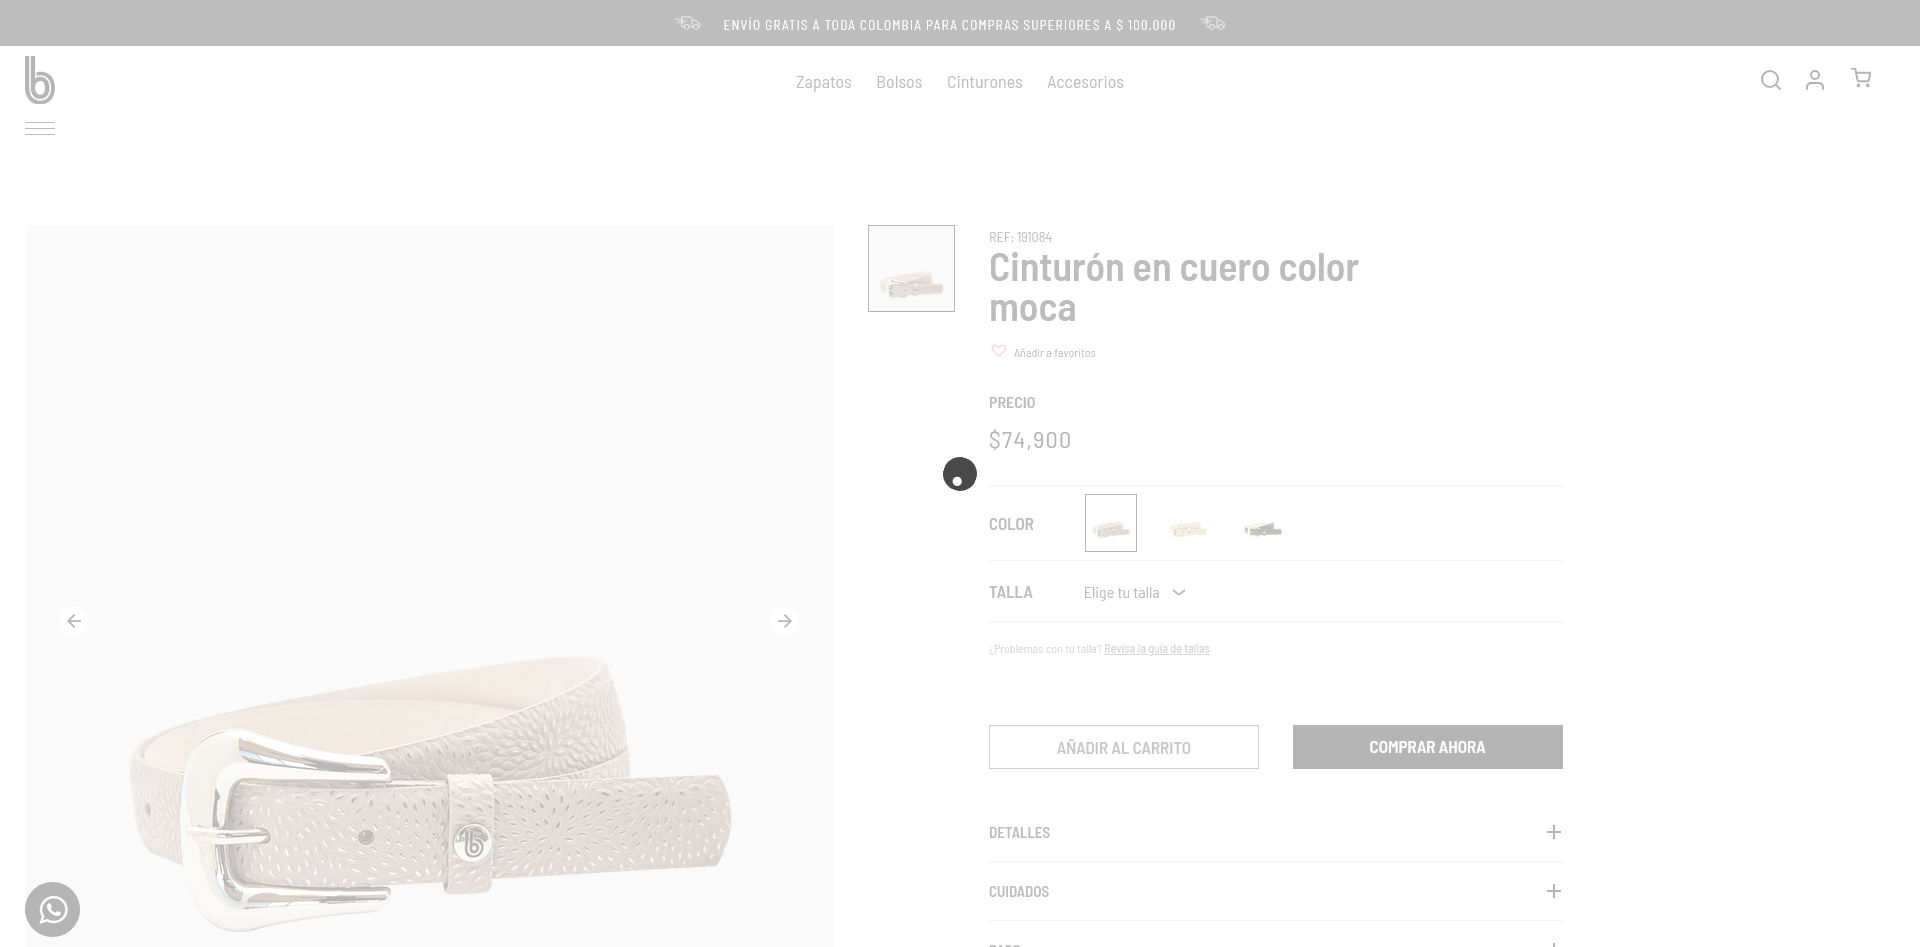 ENVÍO GRATIS A TODA COLOMBIA PARA COMPRAS SUPERIORES A $ 100.000
Zapatos Bolsos Cinturones Accesorios
REF: 191084
Cinturón en cuero color
moca
Añadir a favoritos
PRECIO
$74,900
COLOR
TALLA Elige tu talla
¿Problemas con tu talla? Revisa la guía de tallas
AÑADIR AL CARRITO COMPRAR AHORA
DETALLES
CUIDADOS